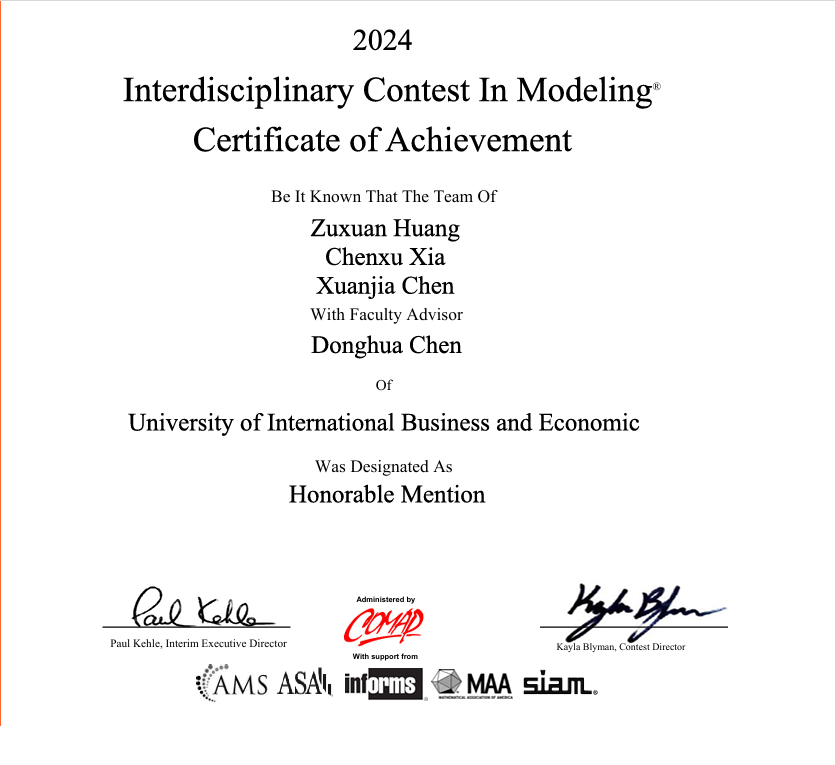 2024
Interdisciplinary Contest In Modeling®
Certificate of Achievement
Be It Known That The Team Of
Zuxuan Huang
Chenxu Xia
Xuanjia Chen
With Faculty Advisor
Donghua Chen
Of
University of International Business and Economic
Was Designated As
Honorable Mention
Paul Kehle
Kayla Blyman
Administered by
COMAP
Paul Kehle, Interim Executive Director
Kayla Blyman, Contest Director
With support from
AMS ASA informs® MAA siam®
MATHEMATICAL ASSOCIATION OF AMERICA